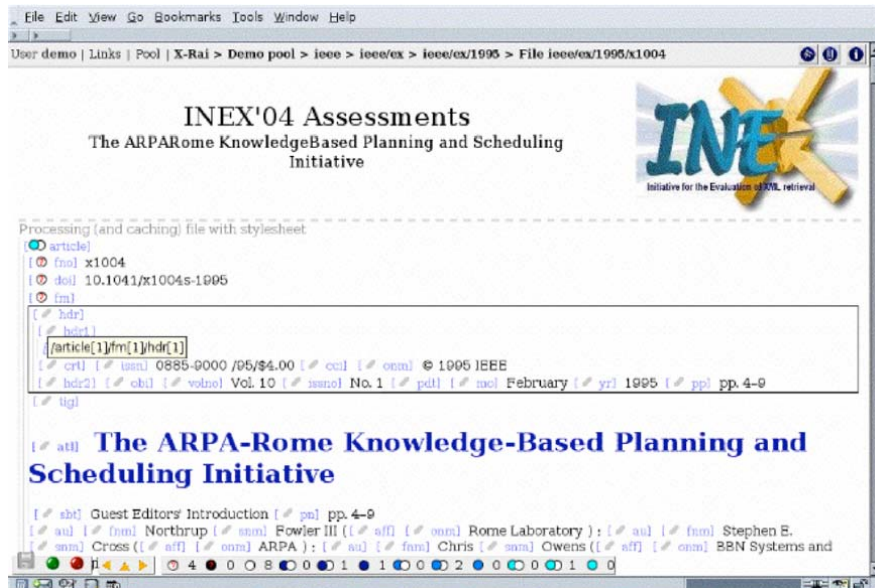 File Edit View Go Bookmarks Tools Window Help
User demo | Links | Pool | X-Rai > Demo pool > ieee > ieee/ex > ieee/ex/1995 > File ieee/ex/1995/x1004
INEX'04 Assessments
The ARPARome KnowledgeBased Planning and Scheduling
Initiative
INEX
Initiative for the Evaluation of XML retrieval
Processing (and caching) file with stylesheet
[article]
[fno] x1004
[doi] 10.1041/x1004s-1995
[fm]
[hdr]
[hdr1]
/article[1]/fm[1]/hdr[1]
[crt] [issn] 0885-9000 /95/$4.00 [cci] [onm] © 1995 IEEE
[hdr2] [obi] [volno] Vol. 10 [issno] No. 1 [pdt] [mo] February [yr] 1995 [pp] pp. 4-9
[tig]
[atl] The ARPA-Rome Knowledge-Based Planning and
Scheduling Initiative
[sbt] Guest Editors' Introduction [pn] pp. 4-9
[au] [fnm] Northrup [snm] Fowler III ([aff] [onm] Rome Laboratory ) ; [au] [fnm] Stephen E.
[snm] Cross ([aff] [onm] ARPA ) ; [au] [fnm] Chris [snm] Owens ([aff] [onm] BBN Systems and
4 0 8 0 1 1 0 2 0 0 1 0